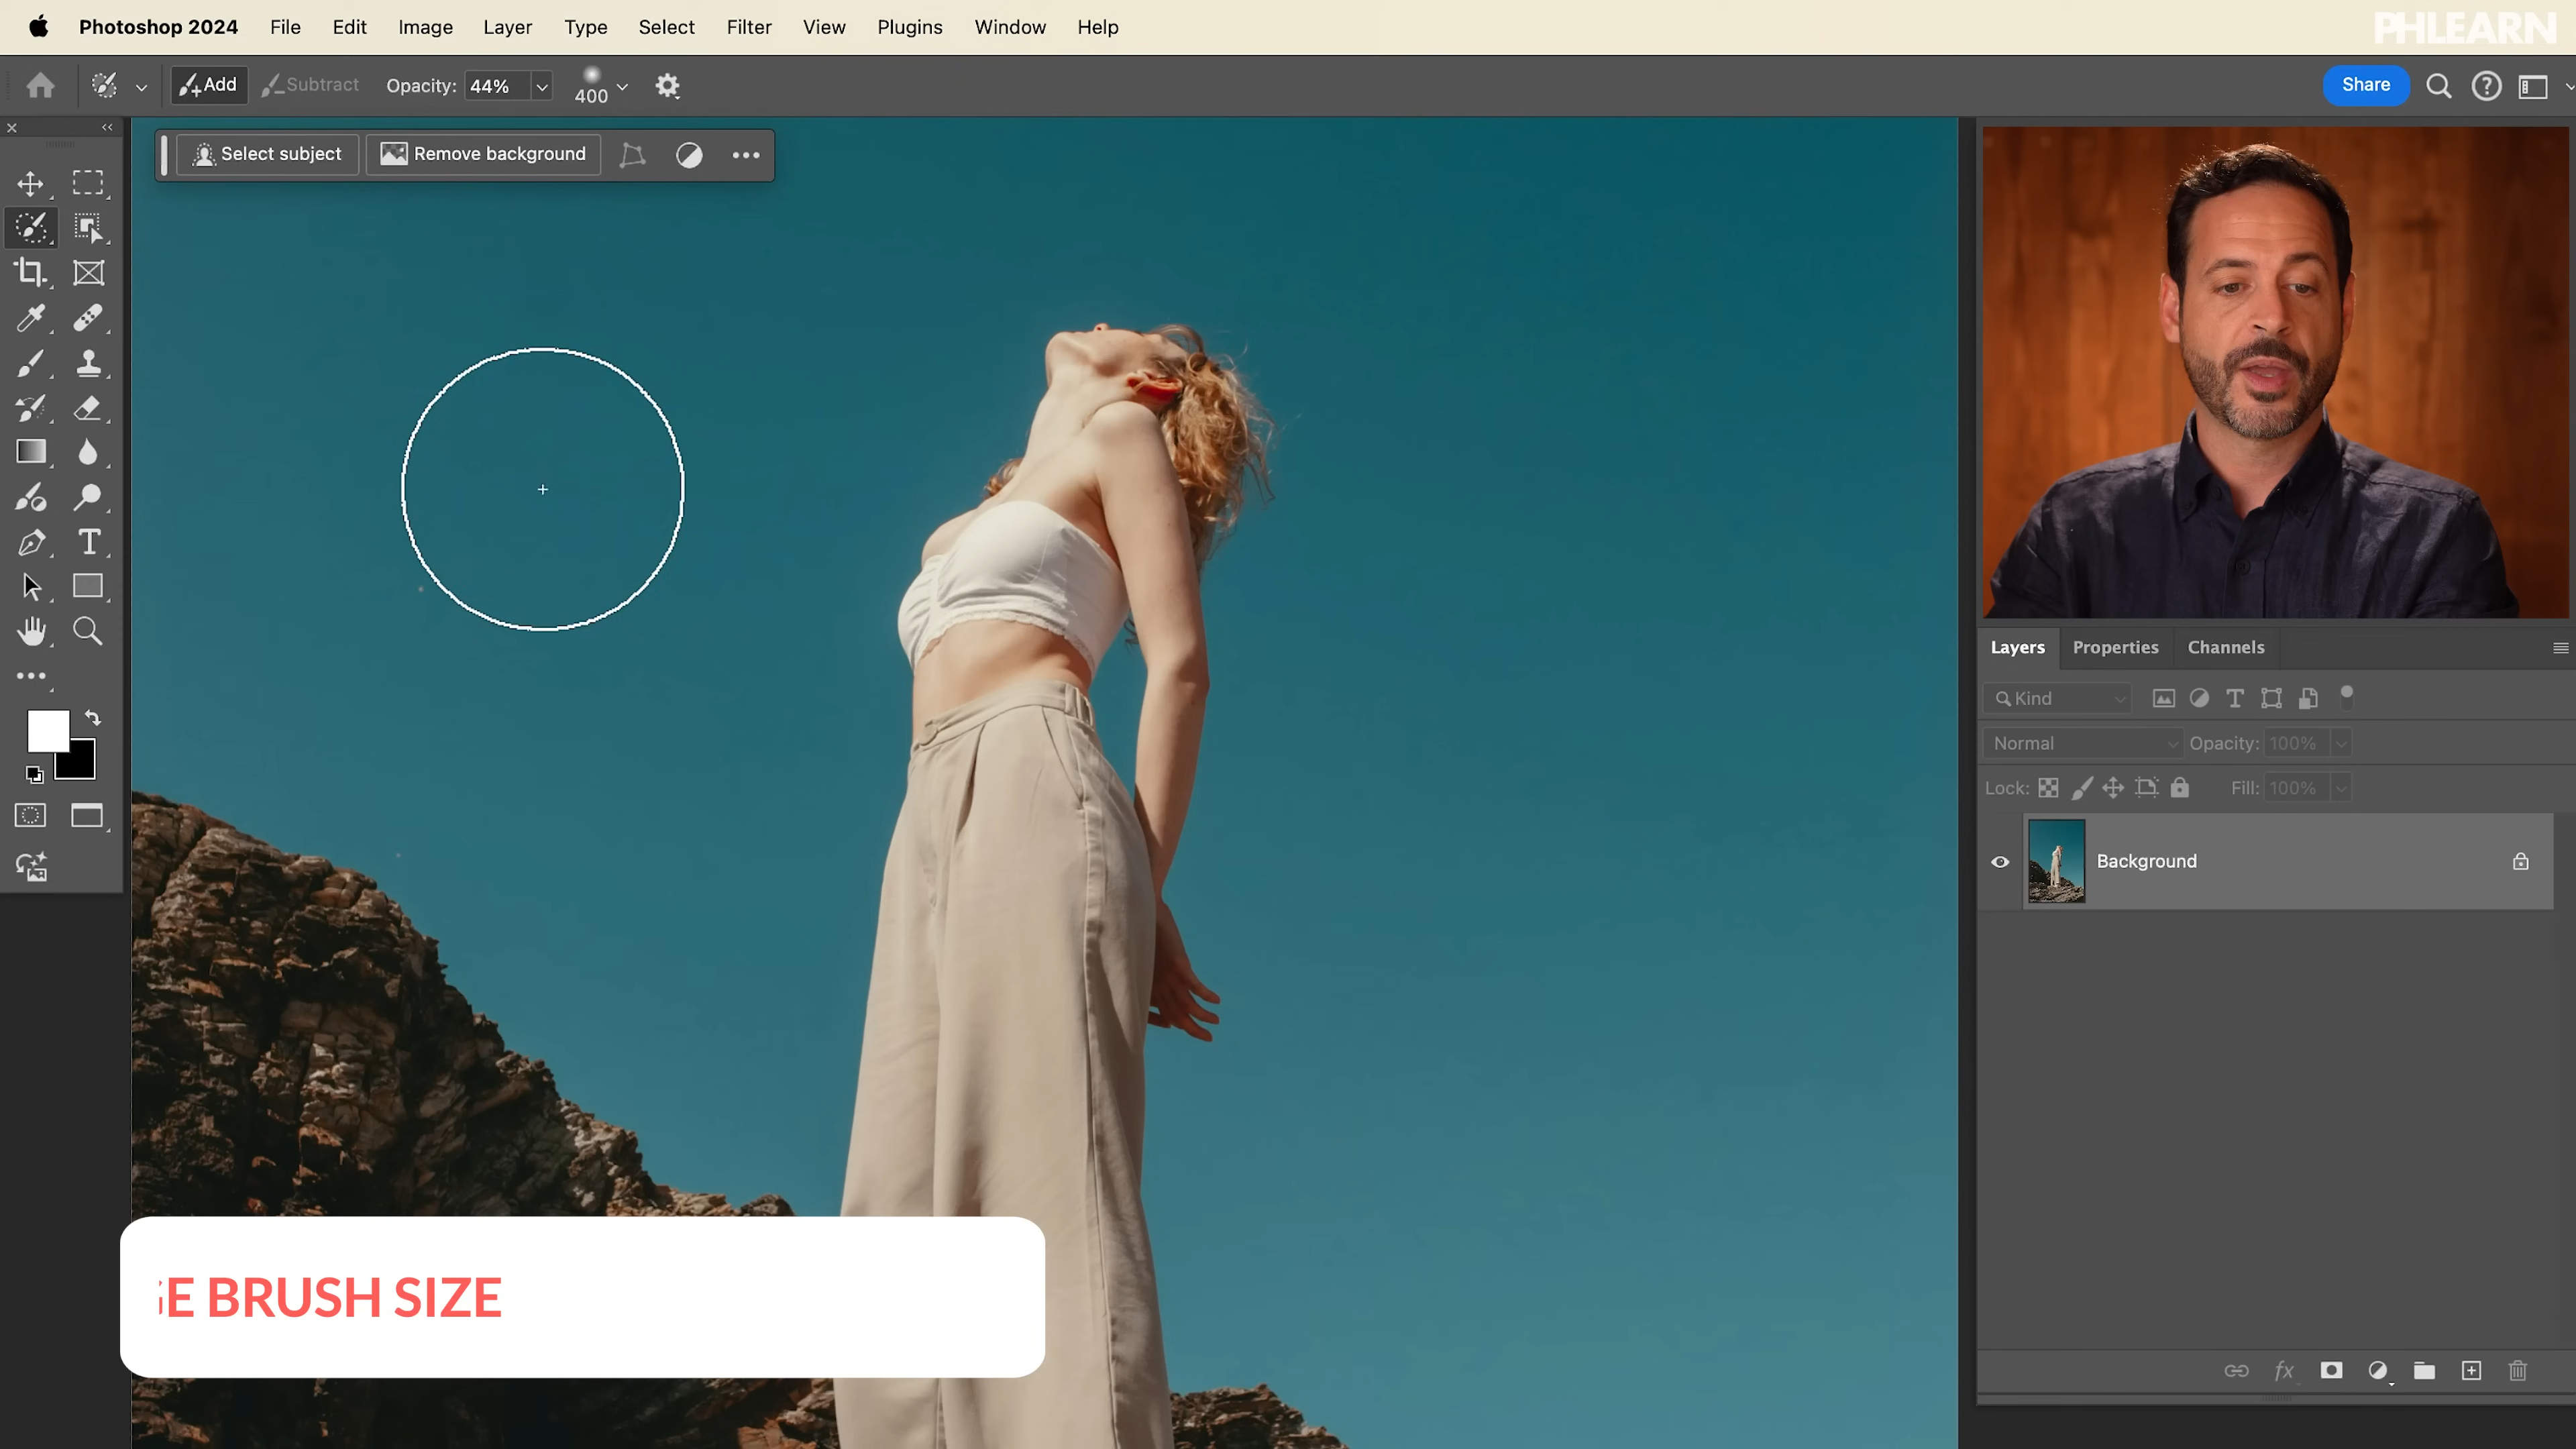 Photoshop 2024 File Edit Image Layer Type Select Filter View Plugins Window Help
PHLEARN
Add Subtract Opacity: 44% 400 Share
Select subject Remove background
Layers Properties Channels
Kind
Normal Opacity: 100%
Lock: Fill: 100%
Background
E BRUSH SIZE